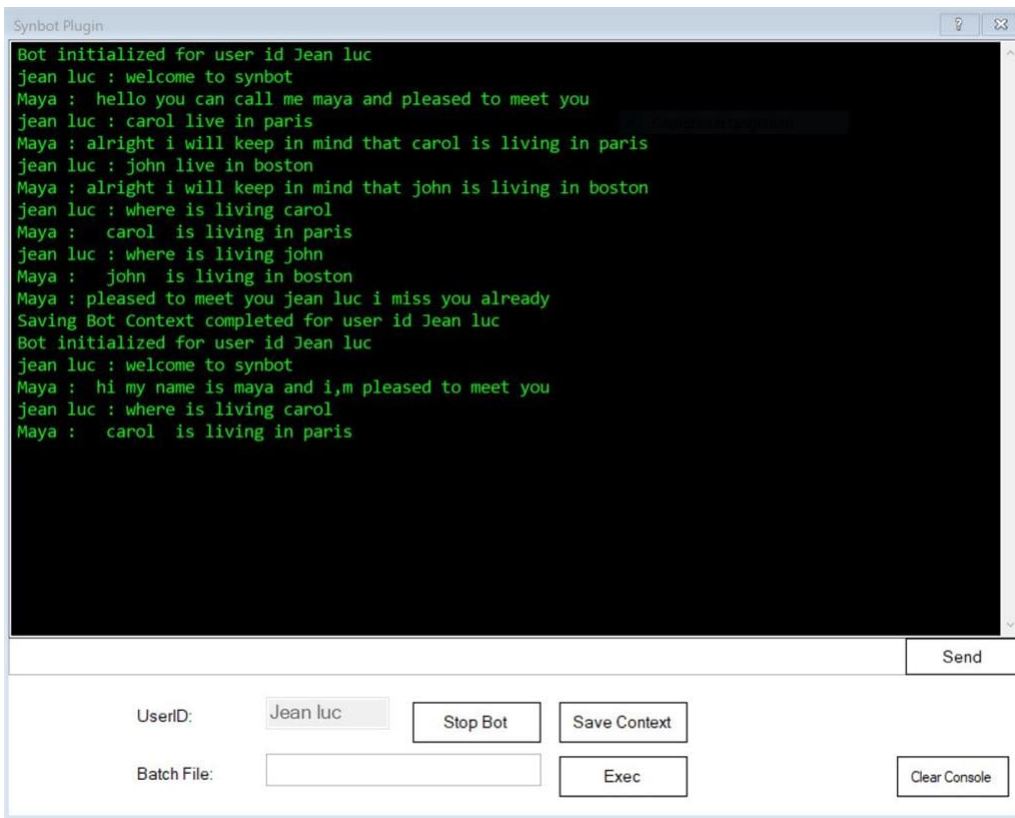 Synbot Plugin
Bot initialized for user id Jean luc
jean luc : welcome to synbot
Maya :  hello you can call me maya and pleased to meet you
jean luc : carol live in paris
Maya : alright i will keep in mind that carol is living in paris
jean luc : john live in boston
Maya : alright i will keep in mind that john is living in boston
jean luc : where is living carol
Maya :   carol  is living in paris
jean luc : where is living john
Maya :   john  is living in boston
Maya : pleased to meet you jean luc i miss you already
Saving Bot Context completed for user id Jean luc
Bot initialized for user id Jean luc
jean luc : welcome to synbot
Maya :  hi my name is maya and i,m pleased to meet you
jean luc : where is living carol
Maya :   carol  is living in paris
Send
UserID: Jean luc Stop Bot Save Context
Batch File: Exec Clear Console